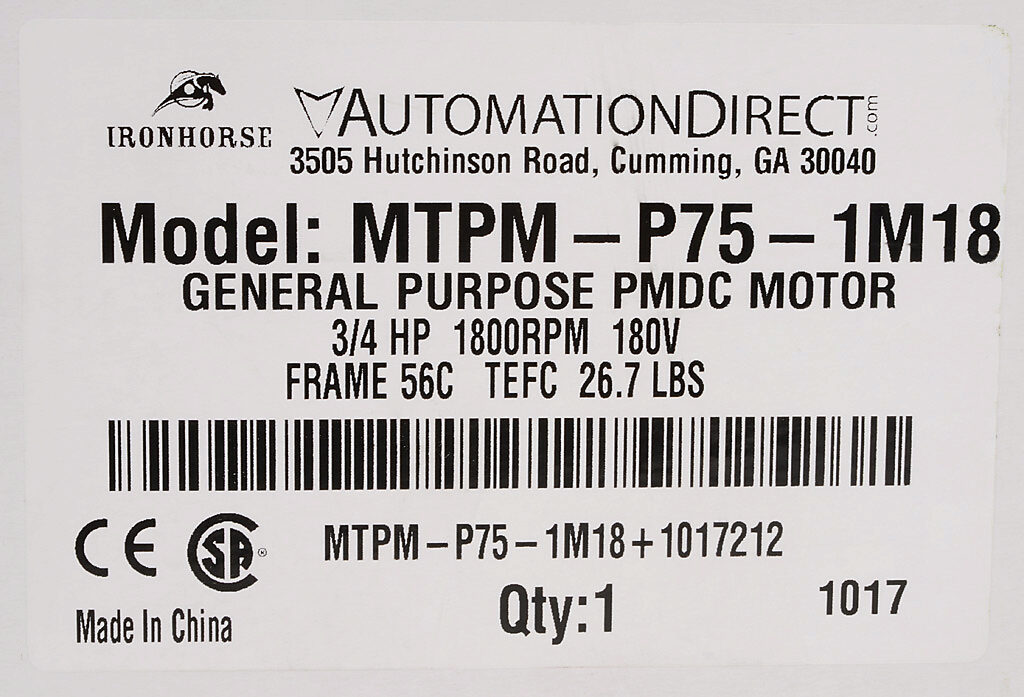 IRONHORSE
AUTOMATIONDIRECT.com
3505 Hutchinson Road, Cumming, GA 30040
Model: MTPM – P75 – 1M18
GENERAL PURPOSE PMDC MOTOR
3/4 HP 1800RPM 180V
FRAME 56C TEFC 26.7 LBS
CE SA ®
MTPM – P75 – 1M18 + 1017212
Qty:1
1017
Made In China